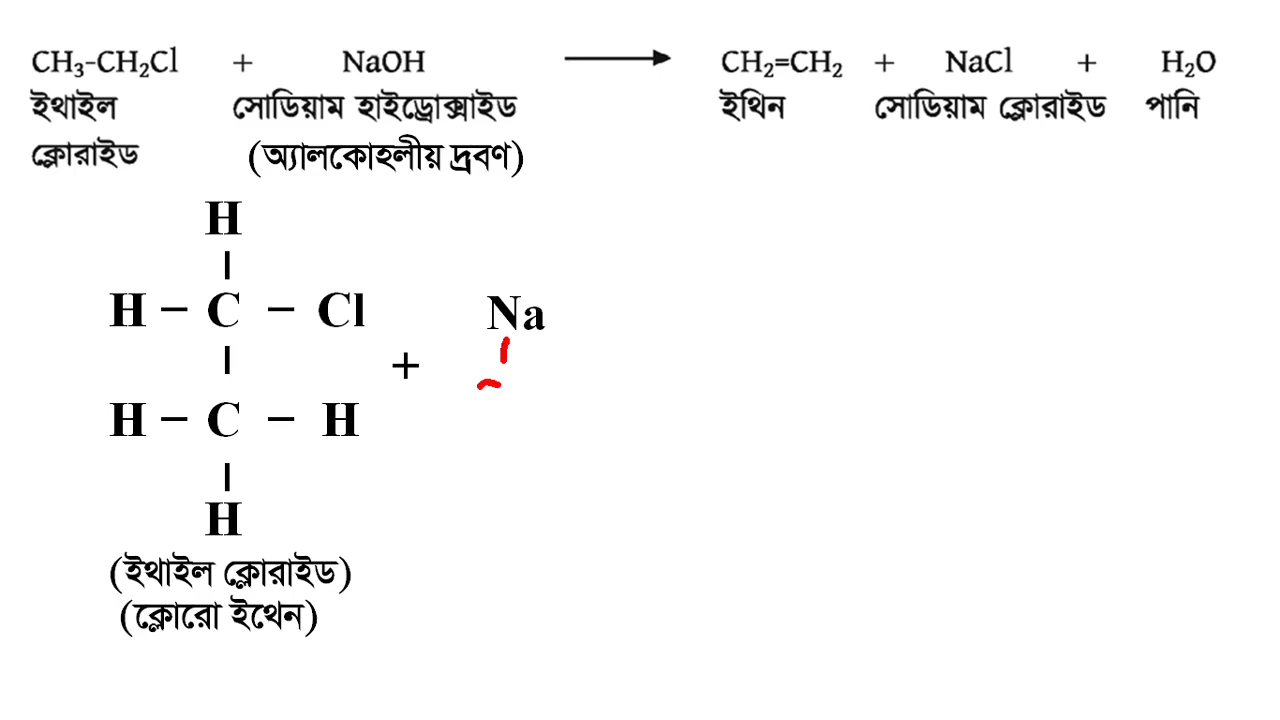 CH₃-CH₂Cl + NaOH ⟶ CH₂=CH₂ + NaCl + H₂O
ইথাইল সোডিয়াম হাইড্রোক্সাইড ইথিন সোডিয়াম ক্লোরাইড পানি
ক্লোরাইড (অ্যালকোহলীয় দ্রবণ)
H
H – C – Cl
+ Na
H – C – H
H
(ইথাইল ক্লোরাইড)
(ক্লোরো ইথেন)